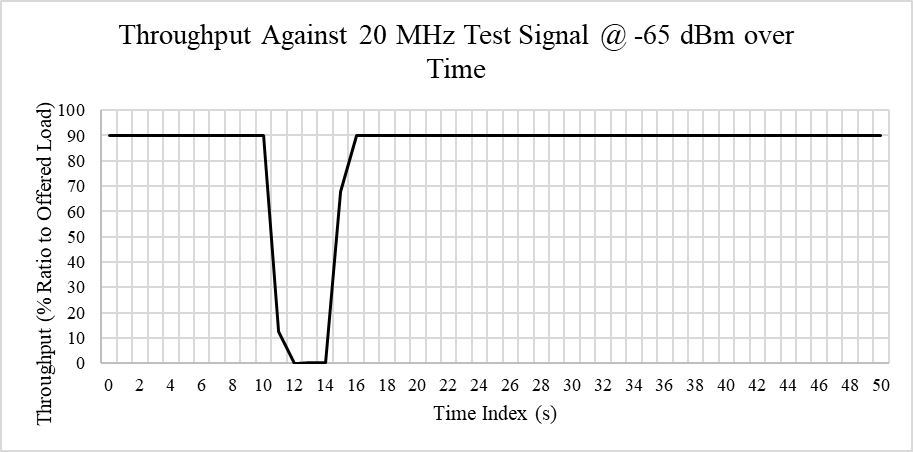 Throughput Against 20 MHz Test Signal @ -65 dBm over
Time
Throughput (% Ratio to Offered Load)
100
90
80
70
60
50
40
30
20
10
0
0 2 4 6 8 10 12 14 16 18 20 22 24 26 28 30 32 34 36 38 40 42 44 46 48 50
Time Index (s)